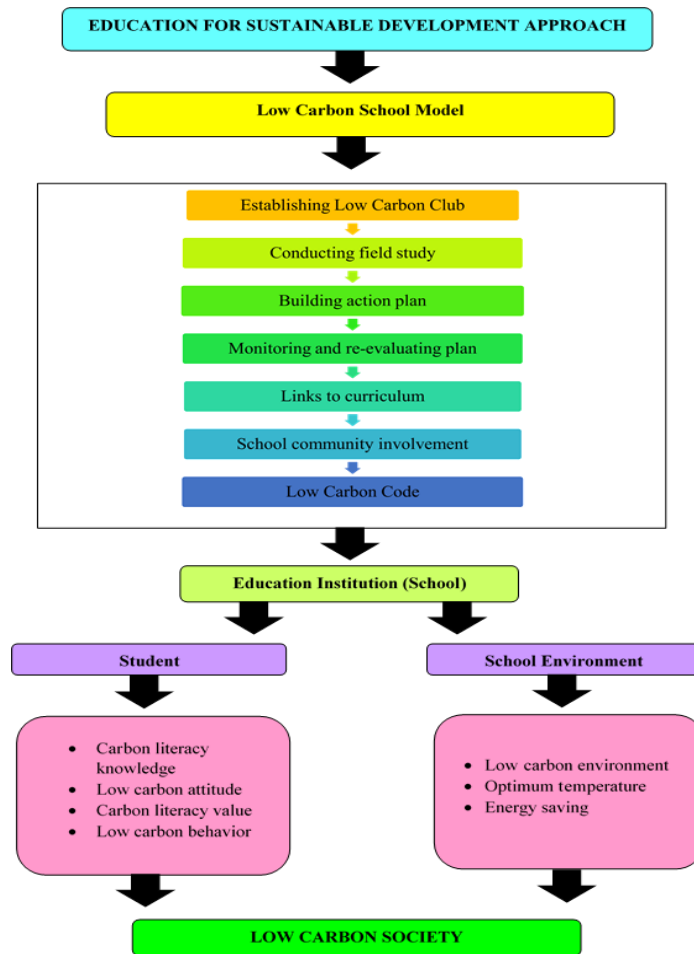 EDUCATION FOR SUSTAINABLE DEVELOPMENT APPROACH
Low Carbon School Model
Establishing Low Carbon Club
Conducting field study
Building action plan
Monitoring and re-evaluating plan
Links to curriculum
School community involvement
Low Carbon Code
Education Institution (School)
Student
• Carbon literacy
knowledge
• Low carbon attitude
• Carbon literacy value
• Low carbon behavior
School Environment
• Low carbon environment
• Optimum temperature
• Energy saving
LOW CARBON SOCIETY